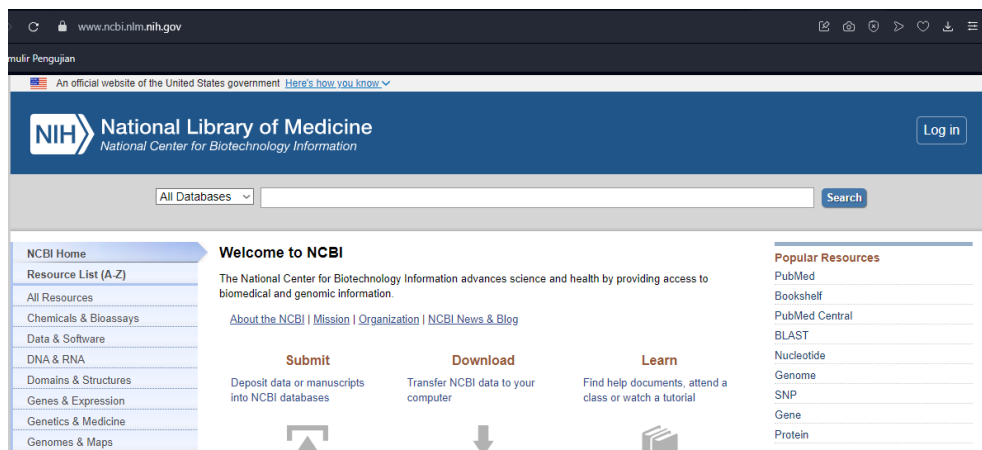 www.ncbi.nlm.nih.gov
mulir Pengujian
An official website of the United States government Here's how you know
NIH
National Library of Medicine
National Center for Biotechnology Information
Log in
All Databases
Search
NCBI Home
Resource List (A-Z)
All Resources
Chemicals & Bioassays
Data & Software
DNA & RNA
Domains & Structures
Genes & Expression
Genetics & Medicine
Genomes & Maps
Welcome to NCBI
The National Center for Biotechnology Information advances science and health by providing access to
biomedical and genomic information.
About the NCBI | Mission | Organization | NCBI News & Blog
Submit
Deposit data or manuscripts
into NCBI databases
Download
Transfer NCBI data to your
computer
Learn
Find help documents, attend a
class or watch a tutorial
Popular Resources
PubMed
Bookshelf
PubMed Central
BLAST
Nucleotide
Genome
SNP
Gene
Protein